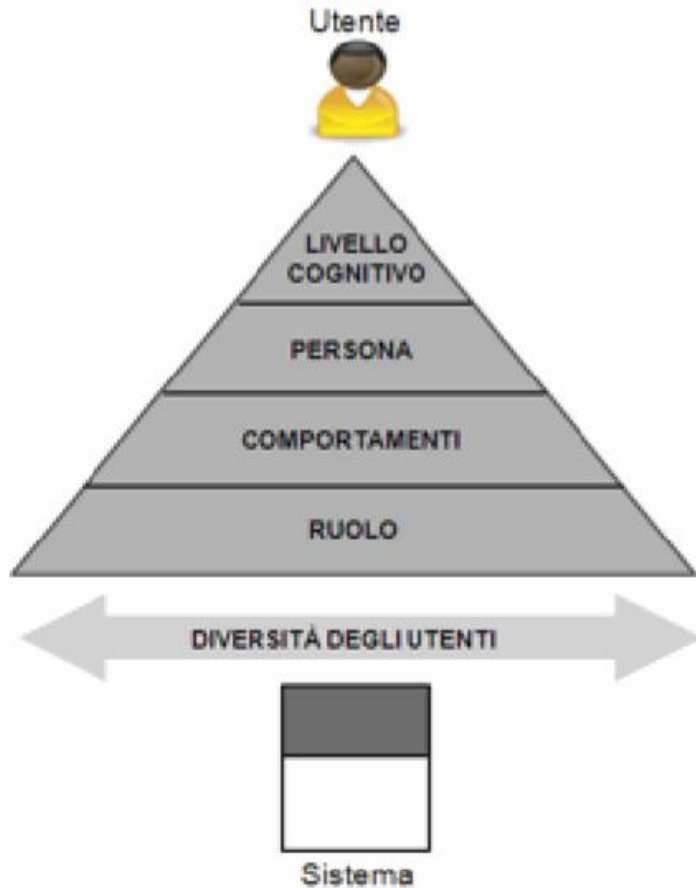 Utente
LIVELLO
COGNITIVO
PERSONA
COMPORTAMENTI
RUOLO
DIVERSITÀ DEGLI UTENTI
Sistema